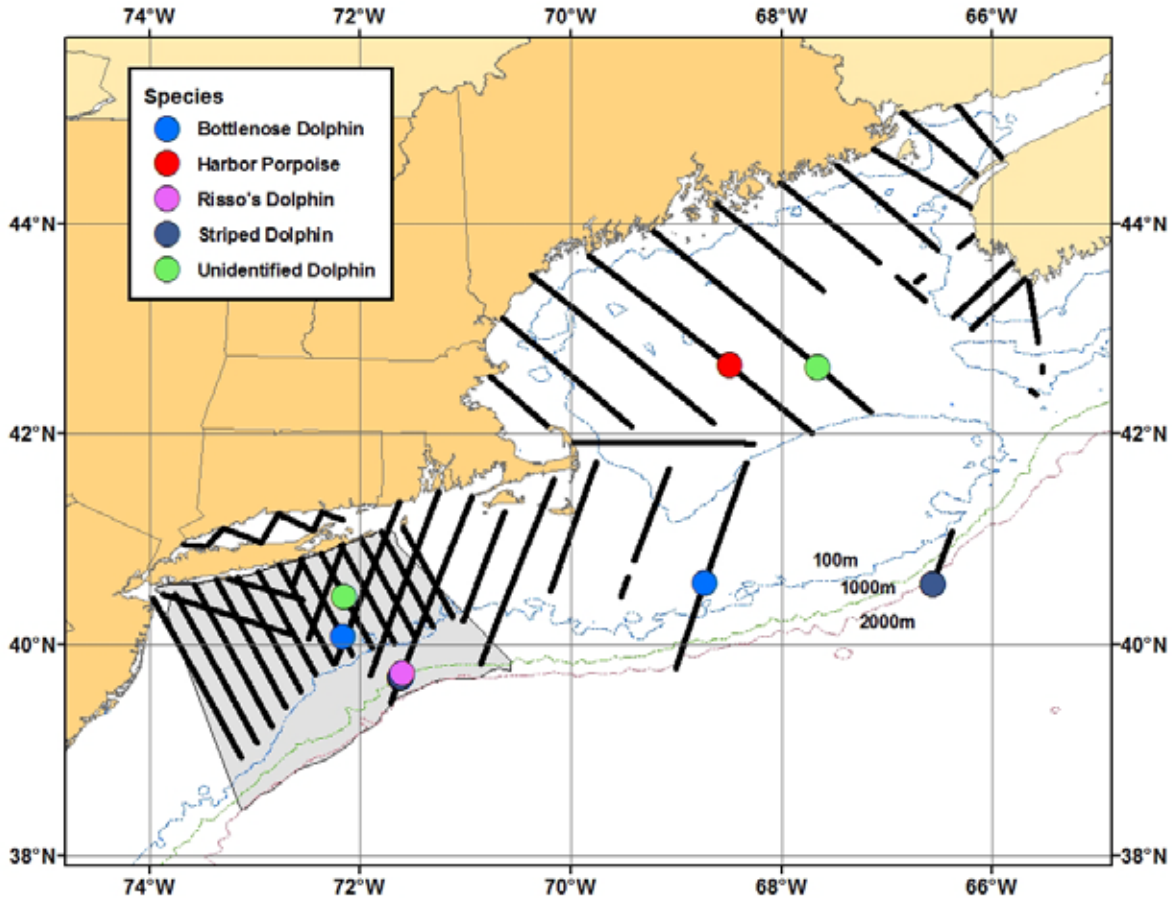 74°W 72°W 70°W 68°W 66°W
Species
Bottlenose Dolphin
Harbor Porpoise
Risso's Dolphin
Striped Dolphin
Unidentified Dolphin
44°N 44°N
42°N 42°N
100m
1000m
2000m
40°N 40°N
38°N 38°N
74°W 72°W 70°W 68°W 66°W